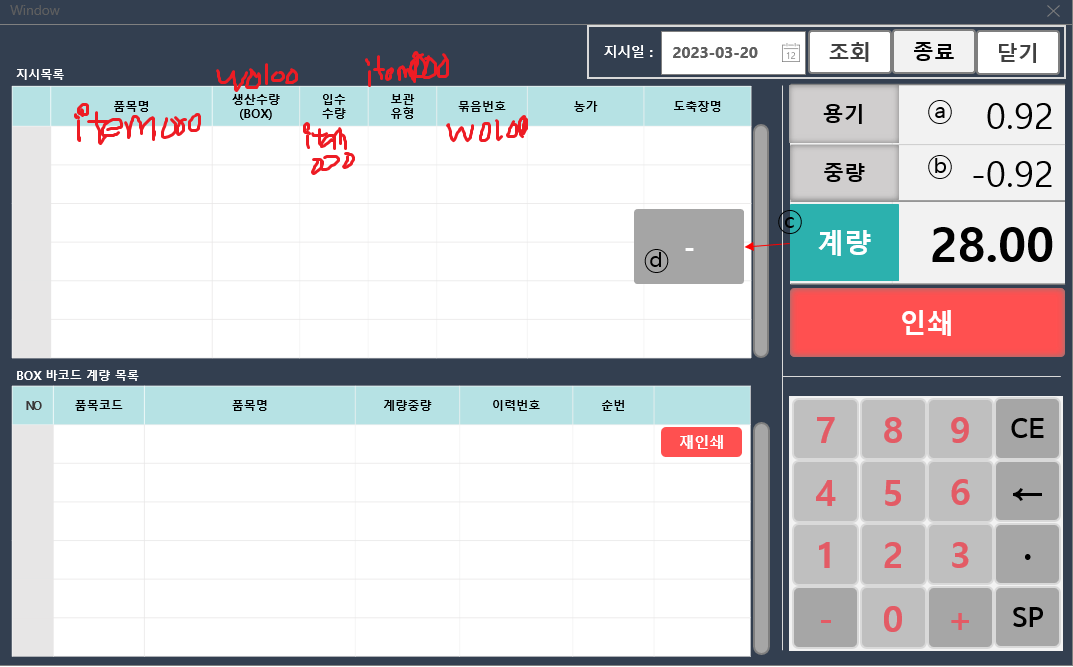 Window
지시일 : 2023-03-20 12 조회 종료 닫기
지시목록
wo100 item000
품목명 생산수량 (BOX) 입수 수량 보관 유형 묶음번호 농가 도축장명
item000 item 000 wo100
용기 ⓐ 0.92
중량 ⓑ -0.92
ⓒ 계량 28.00
ⓓ -
인쇄
BOX 바코드 계량 목록
NO 품목코드 품목명 계량중량 이력번호 순번
재인쇄
7 8 9 CE
4 5 6 ←
1 2 3 .
- 0 + SP